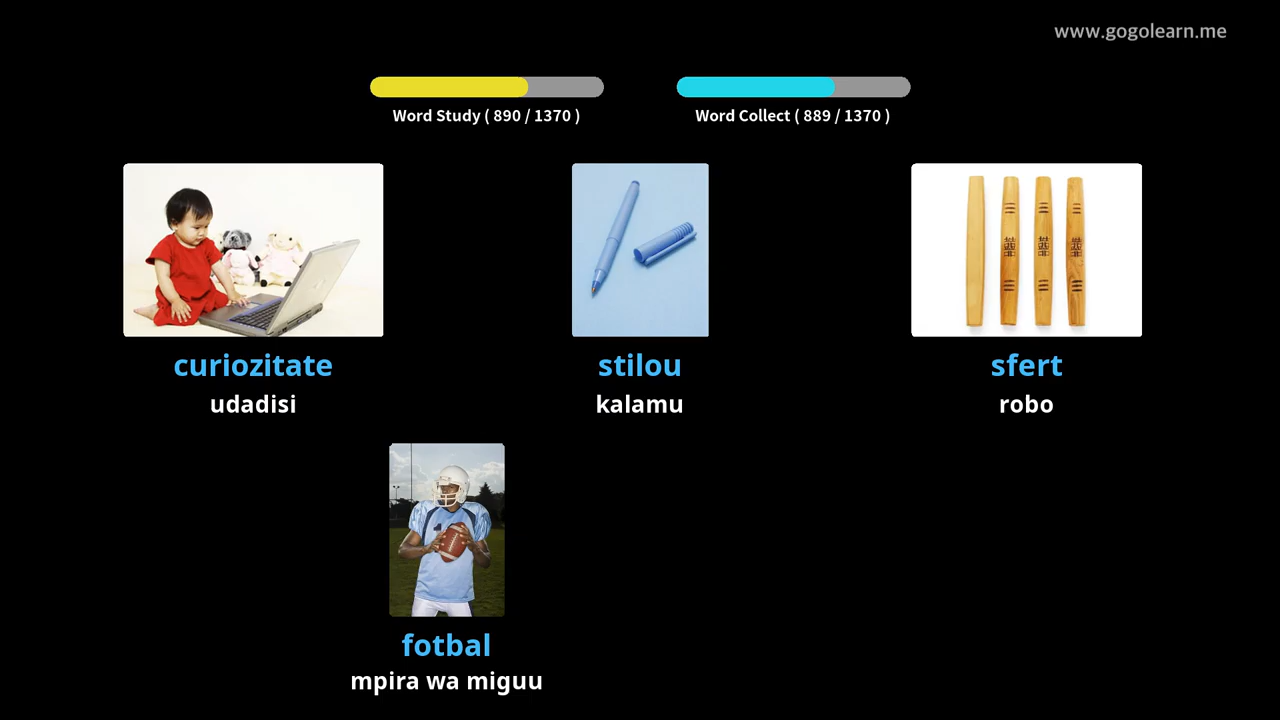 www.gogolearn.me
Word Study ( 890 / 1370 )
Word Collect ( 889 / 1370 )
curiozitate
udadisi
stilou
kalamu
sfert
robo
fotbal
mpira wa miguu